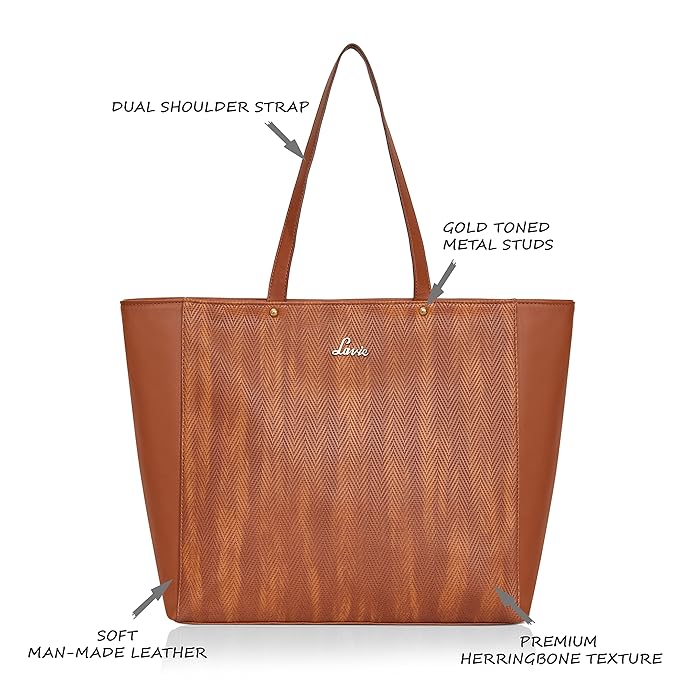 DUAL SHOULDER STRAP
GOLD TONED
METAL STUDS
Lavie
SOFT
MAN-MADE LEATHER
PREMIUM
HERRINGBONE TEXTURE